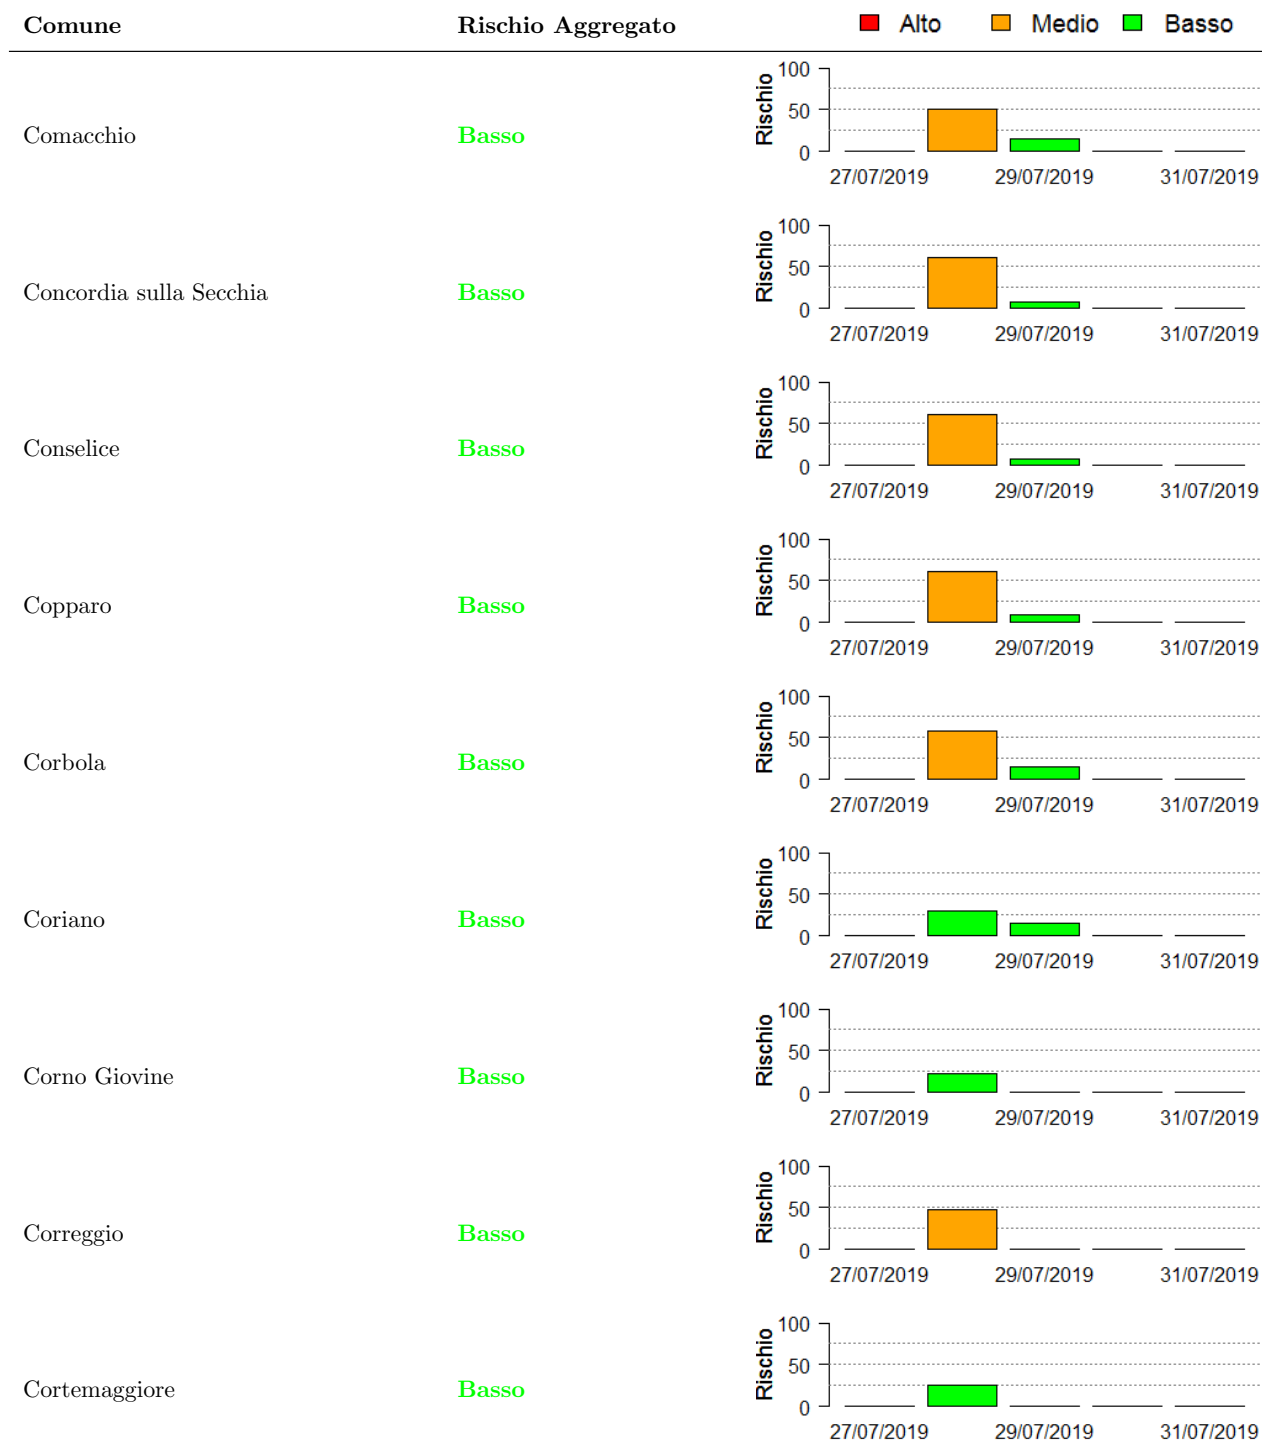 Comune Rischio Aggregato Alto Medio Basso
Comacchio Basso
Rischio
100
50
0
27/07/2019 29/07/2019 31/07/2019
Concordia sulla Secchia Basso
Rischio
100
50
0
27/07/2019 29/07/2019 31/07/2019
Conselice Basso
Rischio
100
50
0
27/07/2019 29/07/2019 31/07/2019
Copparo Basso
Rischio
100
50
0
27/07/2019 29/07/2019 31/07/2019
Corbola Basso
Rischio
100
50
0
27/07/2019 29/07/2019 31/07/2019
Coriano Basso
Rischio
100
50
0
27/07/2019 29/07/2019 31/07/2019
Corno Giovine Basso
Rischio
100
50
0
27/07/2019 29/07/2019 31/07/2019
Correggio Basso
Rischio
100
50
0
27/07/2019 29/07/2019 31/07/2019
Cortemaggiore Basso
Rischio
100
50
0
27/07/2019 29/07/2019 31/07/2019